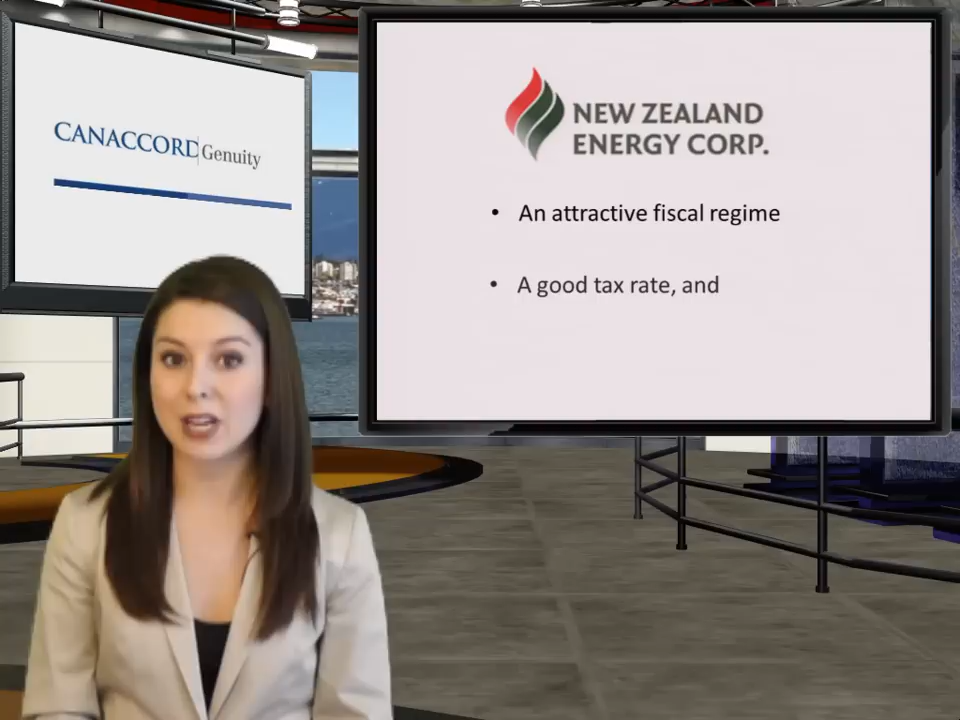 CANACCORD Genuity
NEW ZEALAND
ENERGY CORP.
• An attractive fiscal regime
• A good tax rate, and